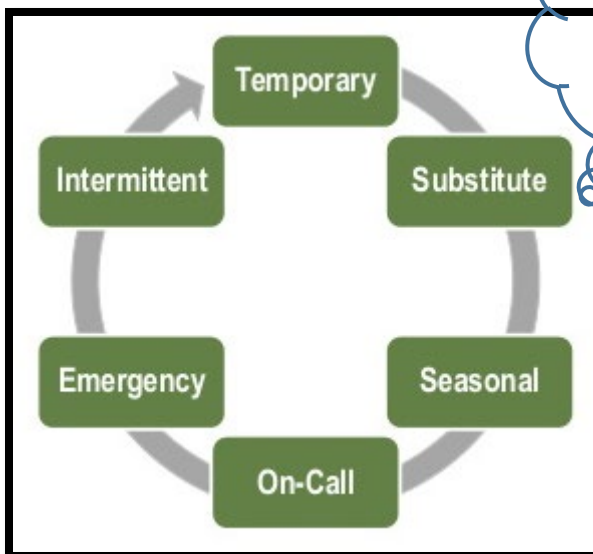 Temporary
Substitute
Seasonal
On-Call
Emergency
Intermittent